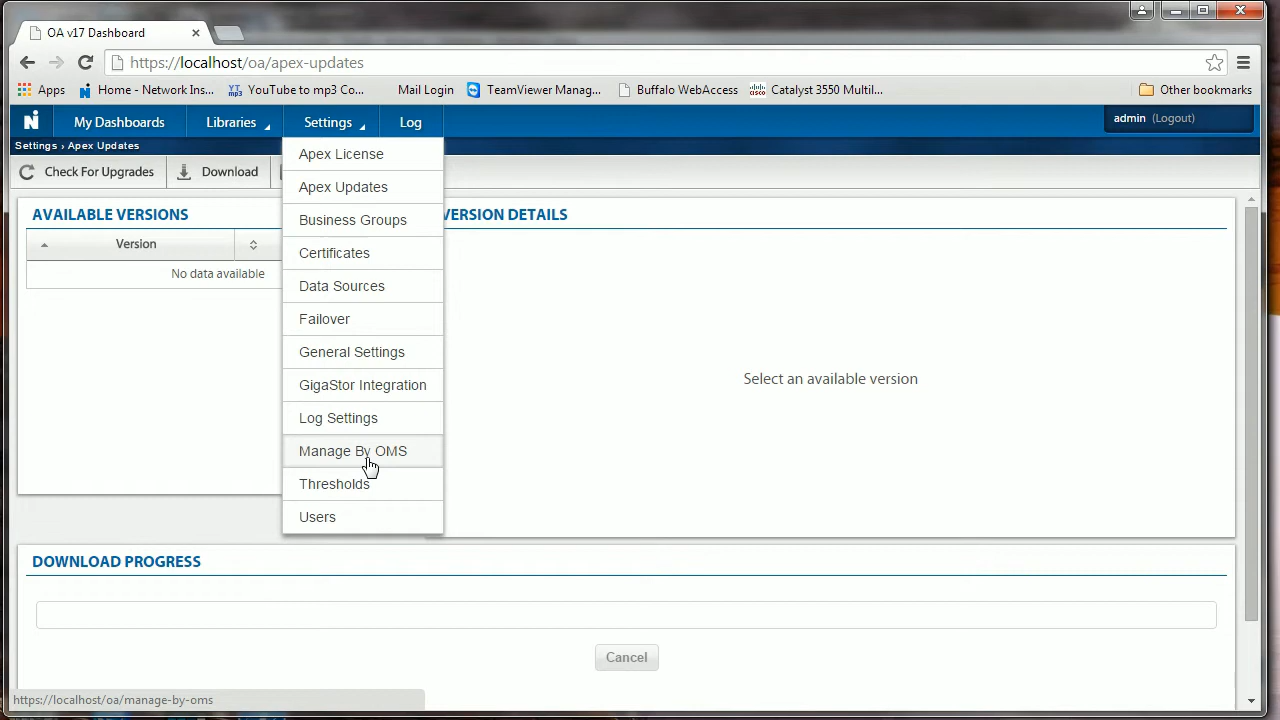 OA v17 Dashboard
https://localhost/oa/apex-updates
Apps Home - Network Ins... YouTube to mp3 Co... Mail Login TeamViewer Manag... Buffalo WebAccess Catalyst 3550 Multil... Other bookmarks
My Dashboards Libraries Settings Log admin (Logout)
Settings › Apex Updates
Check For Upgrades Download
Apex License
Apex Updates
Business Groups
Certificates
Data Sources
Failover
General Settings
GigaStor Integration
Log Settings
Manage By OMS
Thresholds
Users
AVAILABLE VERSIONS
Version
No data available
VERSION DETAILS
Select an available version
DOWNLOAD PROGRESS
Cancel
https://localhost/oa/manage-by-oms